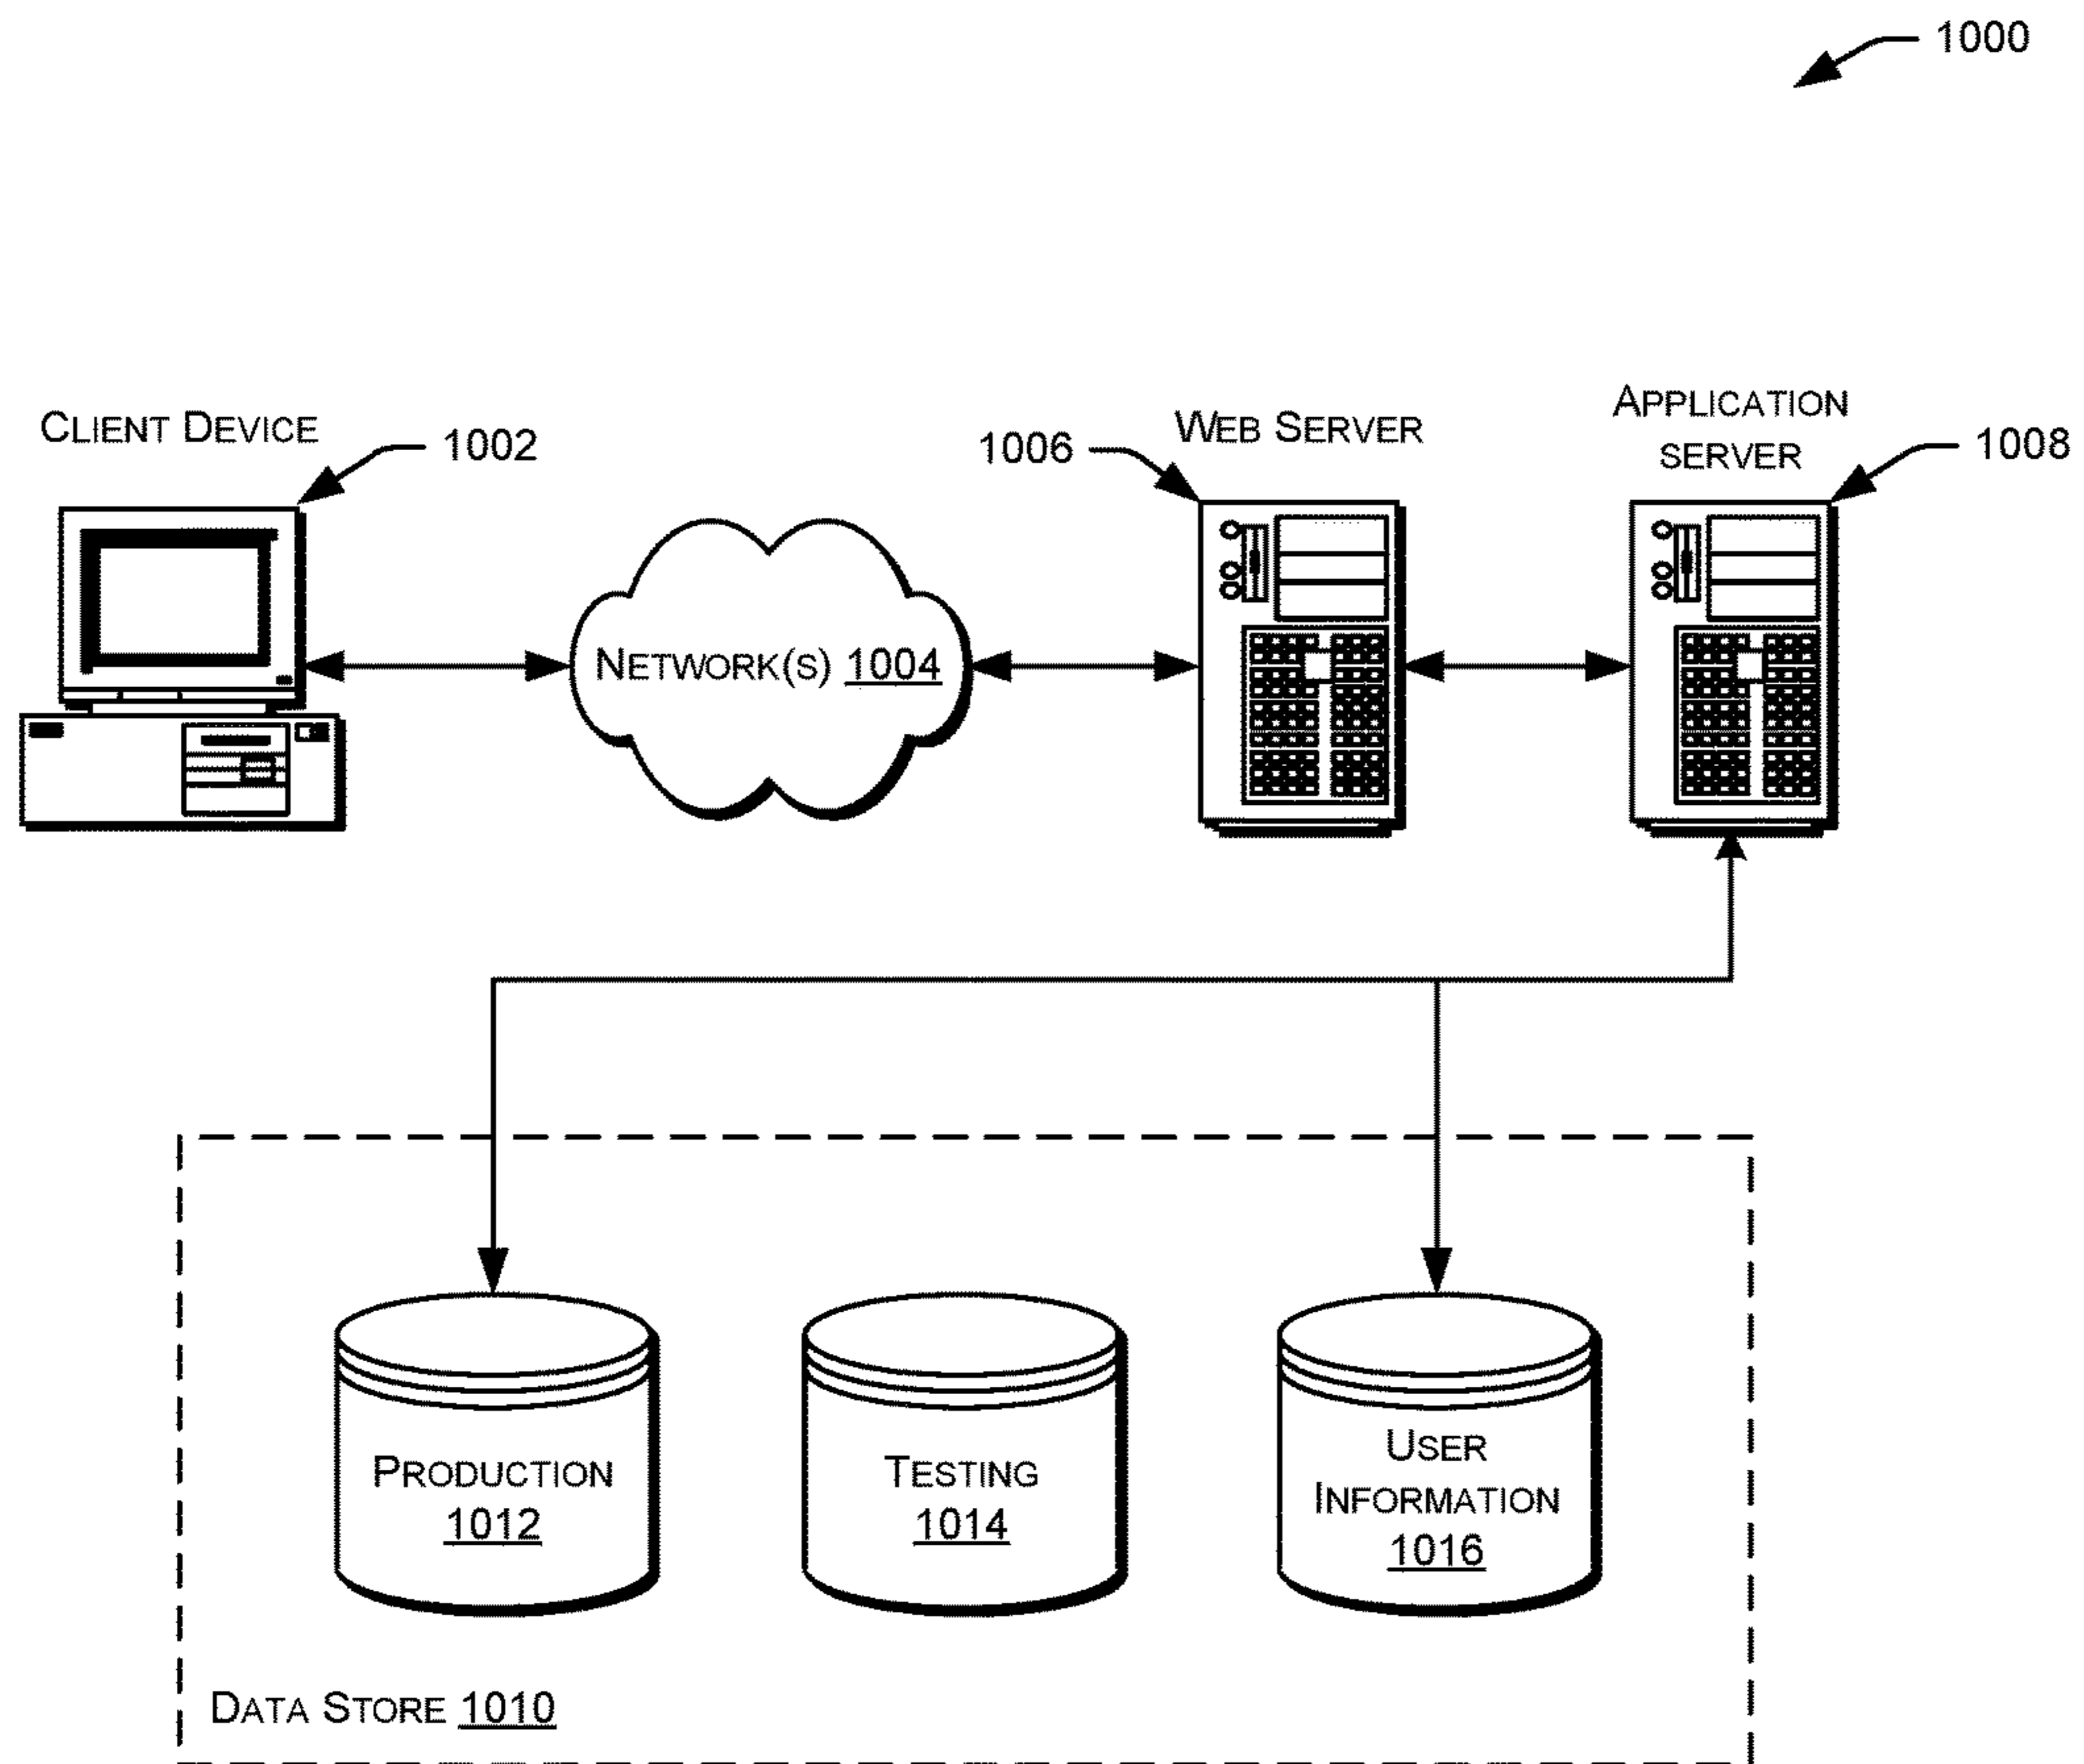 1000
CLIENT DEVICE
1002
1006
WEB SERVER
APPLICATION
SERVER
1008
NETWORK(S) 1004
PRODUCTION
1012
TESTING
1014
USER
INFORMATION
1016
DATA STORE 1010